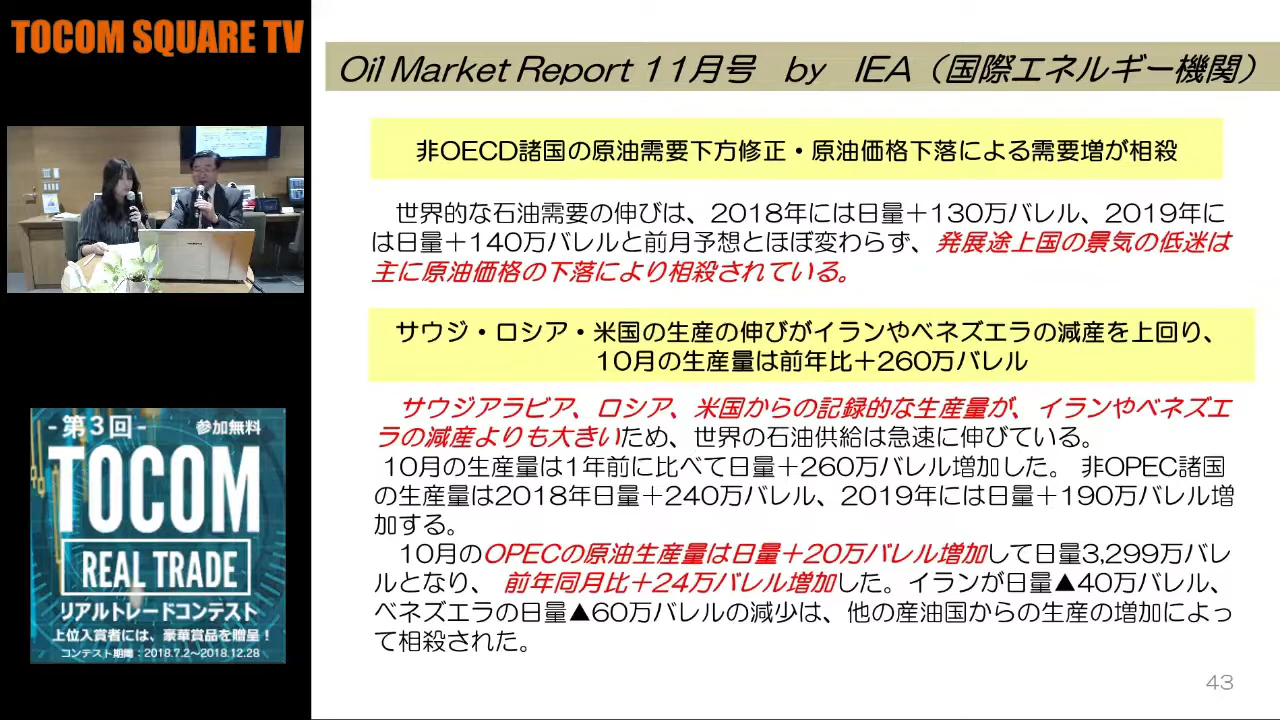 TOCOM SQUARE TV
Oil Market Report 11月号 by IEA（国際エネルギー機関）
非OECD諸国の原油需要下方修正・原油価格下落による需要増が相殺
世界的な石油需要の伸びは、2018年には日量＋130万バレル、2019年に
は日量＋140万バレルと前月予想とほぼ変わらず、発展途上国の景気の低迷は
主に原油価格の下落により相殺されている。
サウジ・ロシア・米国の生産の伸びがイランやベネズエラの減産を上回り、
10月の生産量は前年比＋260万バレル
サウジアラビア、ロシア、米国からの記録的な生産量が、イランやベネズエ
ラの減産よりも大きいため、世界の石油供給は急速に伸びている。
10月の生産量は1年前に比べて日量＋260万バレル増加した。 非OPEC諸国
の生産量は2018年日量＋240万バレル、2019年には日量＋190万バレル増
加する。
10月のOPECの原油生産量は日量＋20万バレル増加して日量3,299万バレ
ルとなり、 前年同月比＋24万バレル増加した。イランが日量▲40万バレル、
ベネズエラの日量▲60万バレルの減少は、他の産油国からの生産の増加によっ
て相殺された。
43
-第3回- 参加無料
TOCOM
REAL TRADE
リアルトレードコンテスト
上位入賞者には、豪華賞品を贈呈！
コンテスト期間：2018.7.2〜2018.12.28